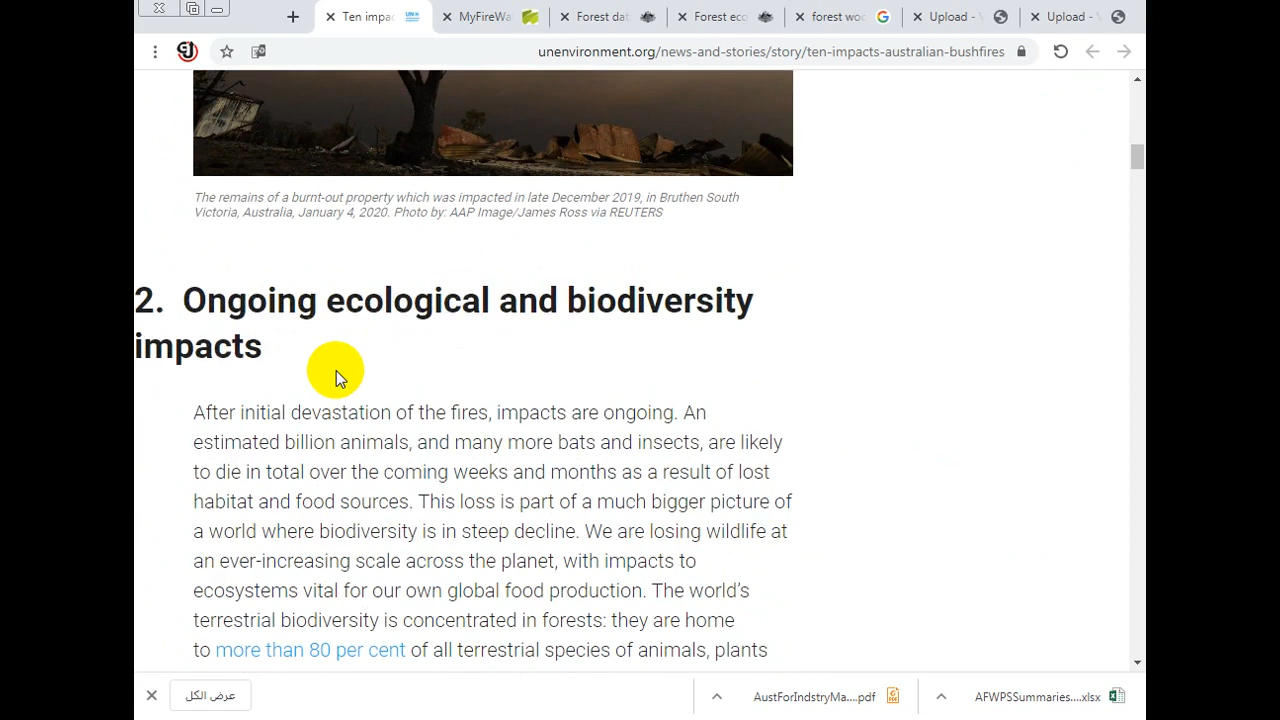 Ten impac
MyFireWa
Forest dat
Forest eco
forest woo
Upload -
Upload -
unenvironment.org/news-and-stories/story/ten-impacts-australian-bushfires
The remains of a burnt-out property which was impacted in late December 2019, in Bruthen South
Victoria, Australia, January 4, 2020. Photo by: AAP Image/James Ross via REUTERS
2. Ongoing ecological and biodiversity
impacts
After initial devastation of the fires, impacts are ongoing. An
estimated billion animals, and many more bats and insects, are likely
to die in total over the coming weeks and months as a result of lost
habitat and food sources. This loss is part of a much bigger picture of
a world where biodiversity is in steep decline. We are losing wildlife at
an ever-increasing scale across the planet, with impacts to
ecosystems vital for our own global food production. The world’s
terrestrial biodiversity is concentrated in forests: they are home
to more than 80 per cent of all terrestrial species of animals, plants
عرض الكل
AustForIndstryMa....pdf
AFWPSSummaries....xlsx